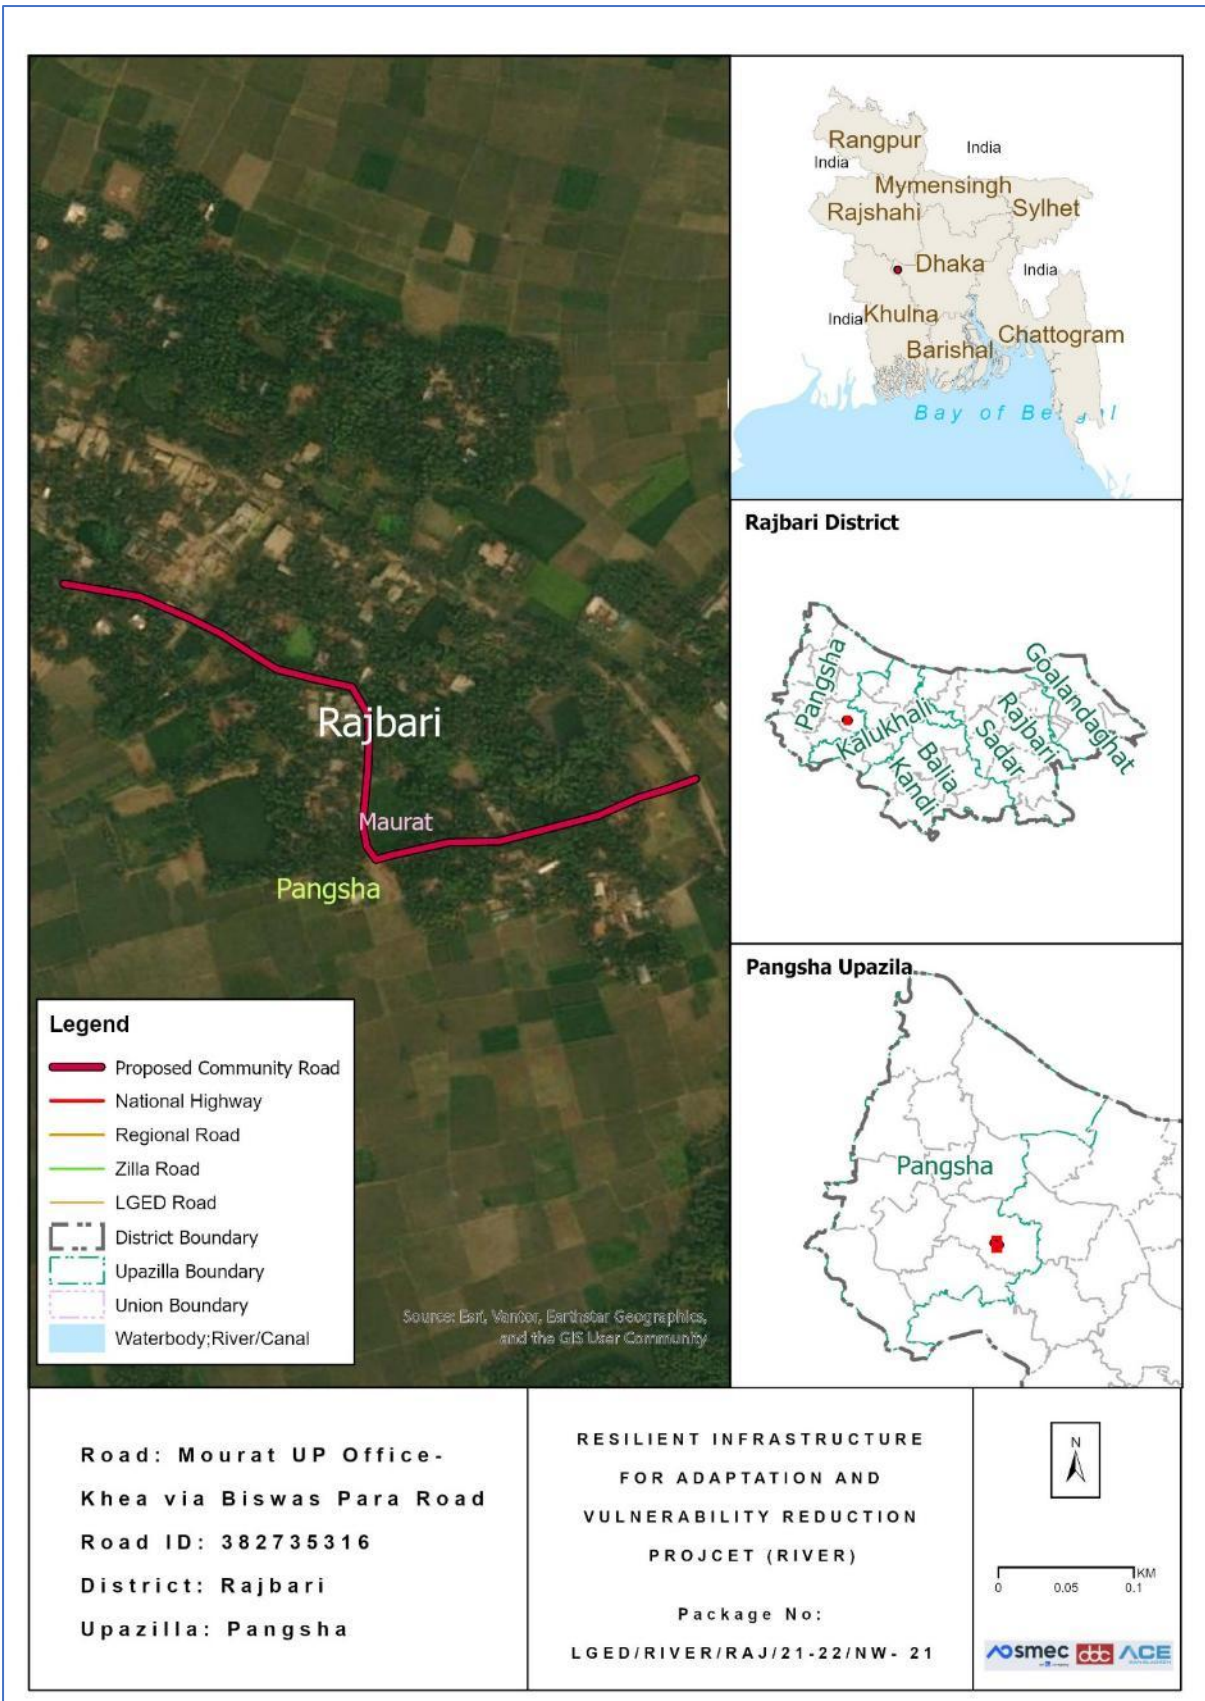 Rajbari
Maurat
Pangsha
Legend
Proposed Community Road
National Highway
Regional Road
Zilla Road
LGED Road
District Boundary
Upazilla Boundary
Union Boundary
Waterbody;River/Canal
Source: Esri, Vantor, Earthstar Geographics,
and the GIS User Community
Rangpur
India
India
Mymensingh
Rajshahi
Sylhet
Dhaka
India
Khulna
India
Chattogram
Barishal
Bay of Bengal
Rajbari District
Pangsha
Kalukhali
Balia
Kandi
Rajbari
Sadar
Goalandaghat
Pangsha Upazila
Pangsha
Road: Mourat UP Office-
Khea via Biswas Para Road
Road ID: 382735316
District: Rajbari
Upazilla: Pangsha
RESILIENT INFRASTRUCTURE
FOR ADAPTATION AND
VULNERABILITY REDUCTION
PROJCET (RIVER)
Package No:
LGED/RIVER/RAJ/21-22/NW- 21
N
KM
0 0.05 0.1
smec
dbc
ACE